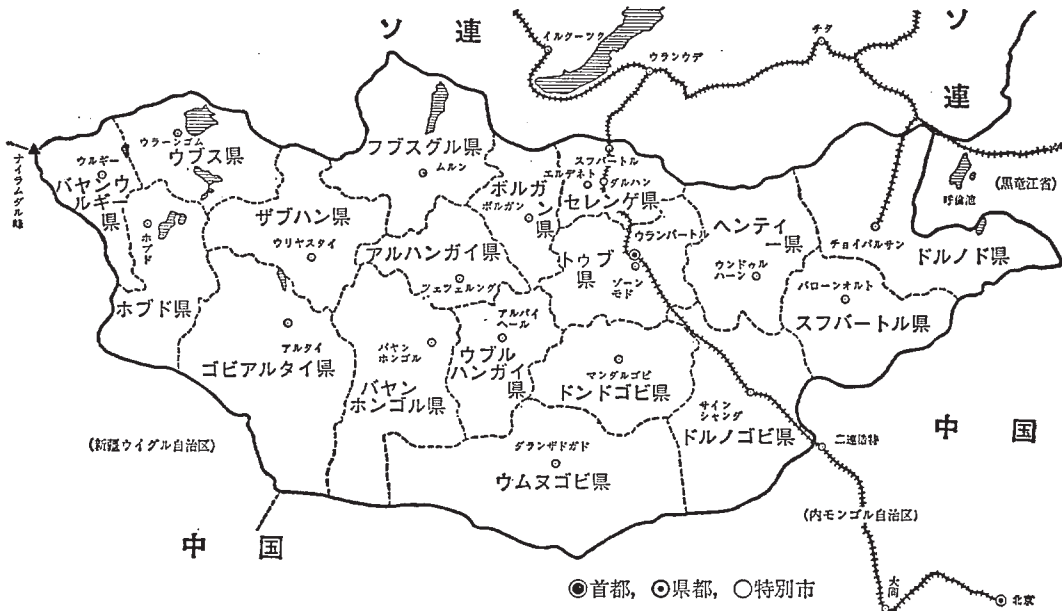 ソ連
ソ連
イルクーツク
ウランウデ
チタ
ナイラムダル峰
ウラーンゴム
ウブス県
ウルギー
バヤンウルギー県
ホブド
ホブド県
フブスグル県
ムルン
ザブハン県
ウリヤスタイ
アルタイ
ゴビアルタイ県
ボルガン県
ボルガン
スフバートル
エルデネト
ダルハン
セレンゲ県
アルハンガイ県
ツェツェルレング
トゥブ県
ウランバートル
ゾーンモド
ヘンティー県
ウンドゥルハーン
チョイバルサン
ドルノド県
呼倫池
(黒竜江省)
バローンオルト
スフバートル県
バヤンホンゴル
バヤンホンゴル県
アルバイヘール
ウブルハンガイ県
マンダルゴビ
ドンドゴビ県
サインシャンダ
ドルノゴビ県
ダランザドガド
ウムヌゴビ県
(新疆ウイグル自治区)
中国
中国
二連浩特
(内モンゴル自治区)
大同
北京
◉首都, ⊙県都, ○特別市